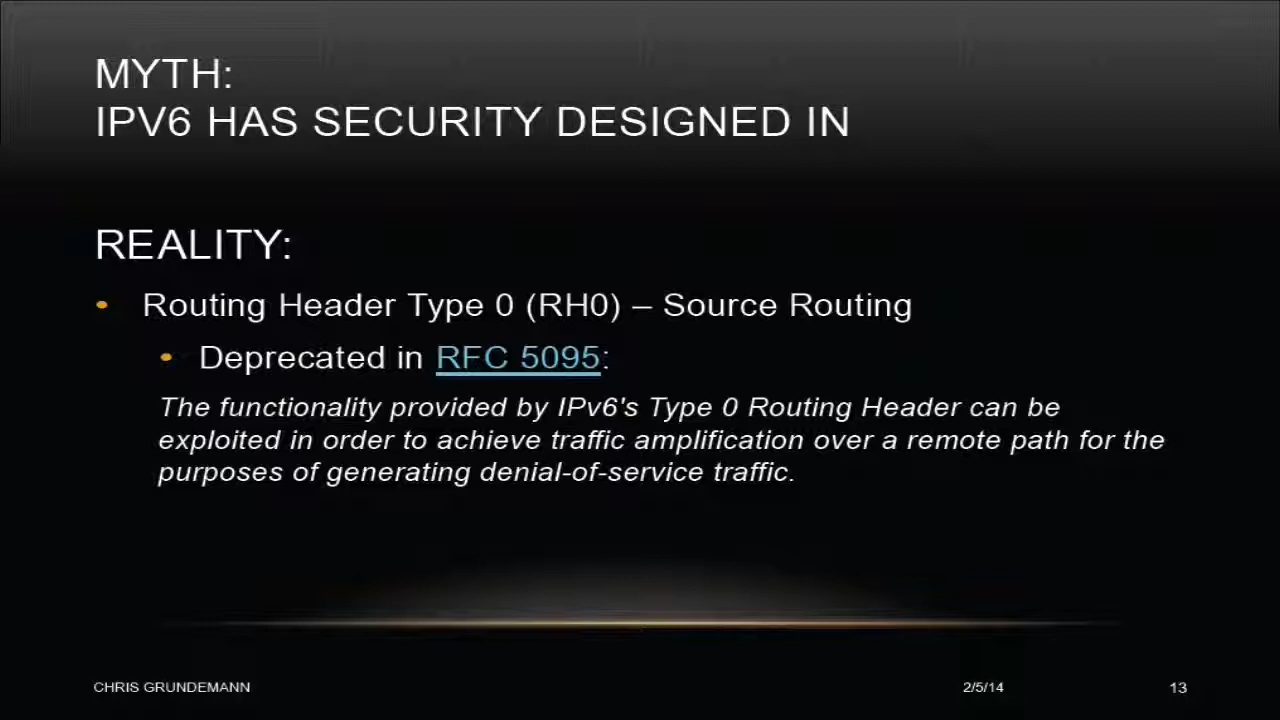 MYTH:
IPV6 HAS SECURITY DESIGNED IN
REALITY:
• Routing Header Type 0 (RH0) – Source Routing
• Deprecated in RFC 5095:
The functionality provided by IPv6's Type 0 Routing Header can be
exploited in order to achieve traffic amplification over a remote path for the
purposes of generating denial-of-service traffic.
CHRIS GRUNDEMANN
2/5/14
13